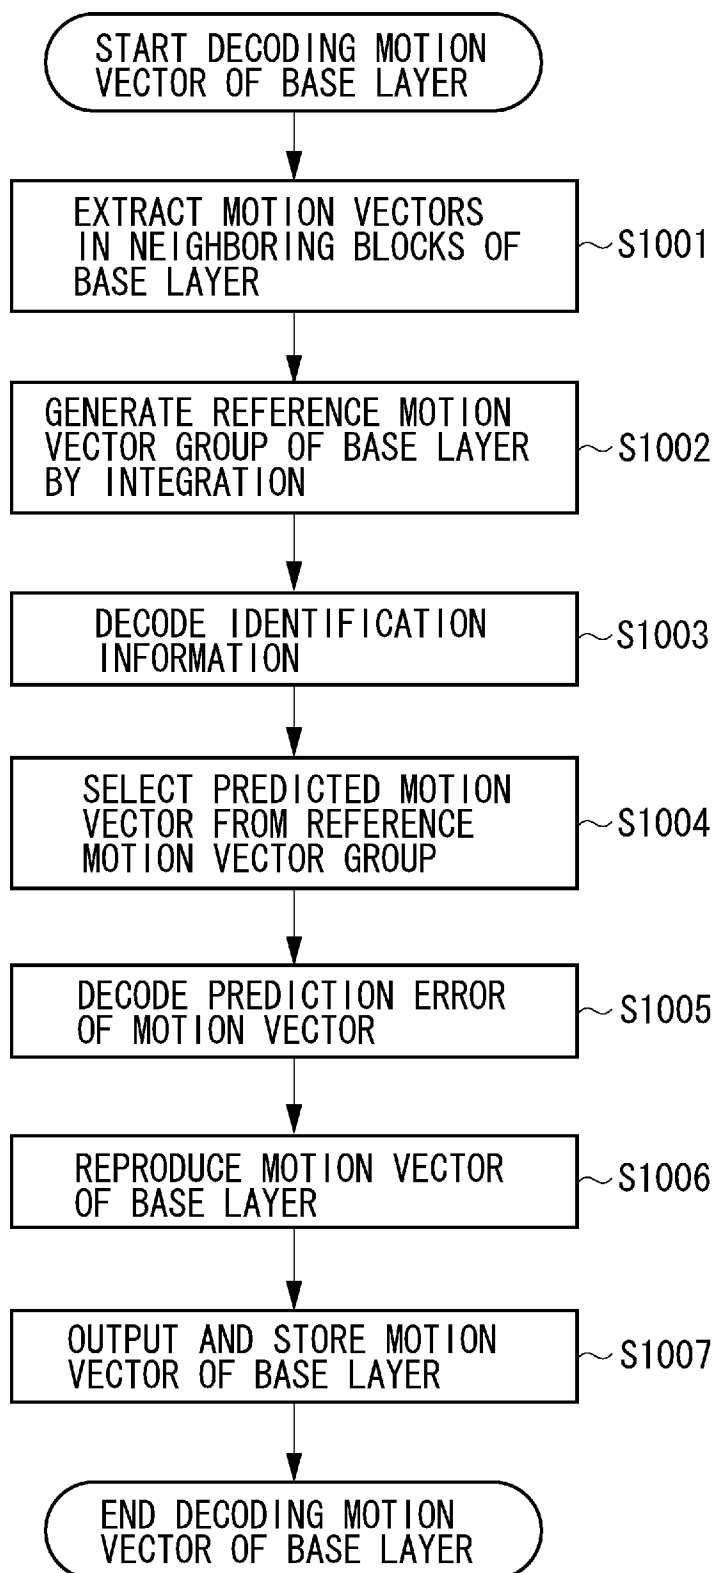 START DECODING MOTION
VECTOR OF BASE LAYER
EXTRACT MOTION VECTORS
IN NEIGHBORING BLOCKS OF
BASE LAYER
S1001
GENERATE REFERENCE MOTION
VECTOR GROUP OF BASE LAYER
BY INTEGRATION
S1002
DECODE IDENTIFICATION
INFORMATION
S1003
SELECT PREDICTED MOTION
VECTOR FROM REFERENCE
MOTION VECTOR GROUP
S1004
DECODE PREDICTION ERROR
OF MOTION VECTOR
S1005
REPRODUCE MOTION VECTOR
OF BASE LAYER
S1006
OUTPUT AND STORE MOTION
VECTOR OF BASE LAYER
S1007
END DECODING MOTION
VECTOR OF BASE LAYER